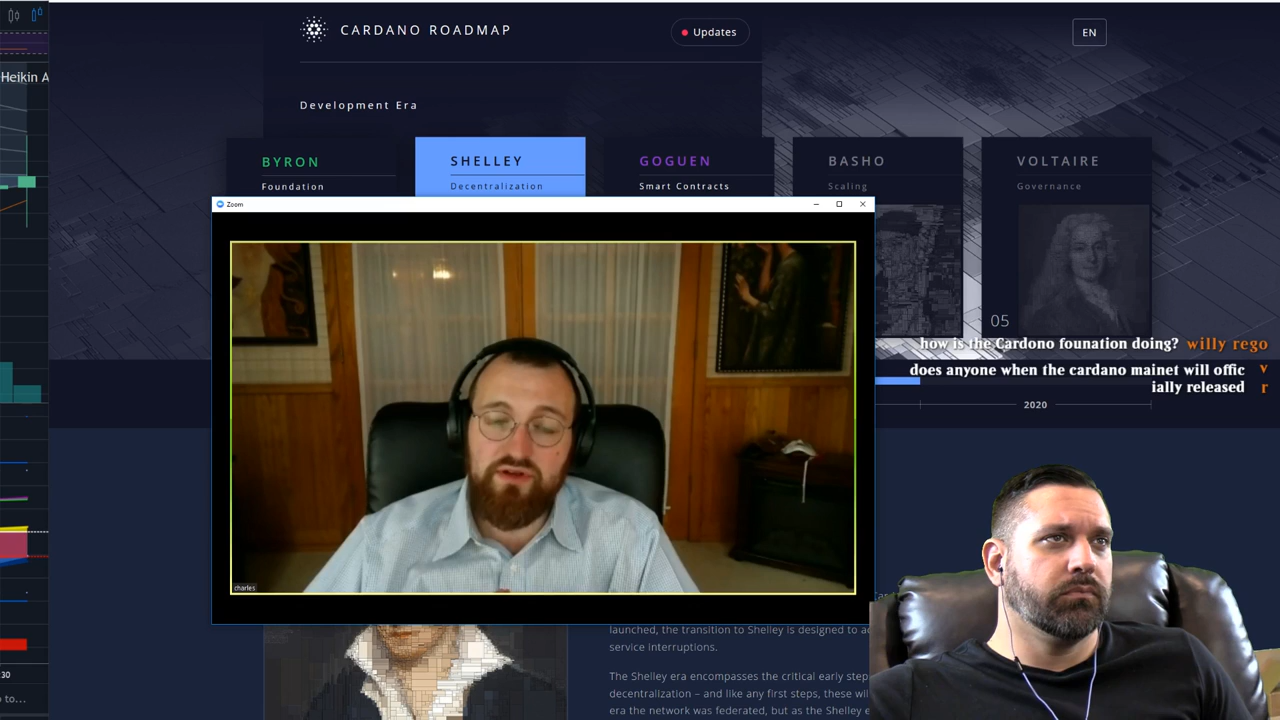 CARDANO ROADMAP
Updates
EN
Heikin A
Development Era
BYRON
Foundation
SHELLEY
Decentralization
GOGUEN
Smart Contracts
BASHO
Scaling
VOLTAIRE
Governance
Zoom
05
how is the Cardono founation doing? willy rego
does anyone when the cardano mainet will offic v
ially released r
2020
charles
launched, the transition to Shelley is designed to
service interruptions.
The Shelley era encompasses the critical early step
decentralization – and like any first steps, these wil
era the network was federated, but as the Shelley e
:30
o to...